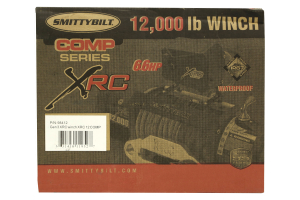 SMITTYBILT
12,000 lb WINCH
COMP
SERIES
XRC
6.6HP
WATERPROOF
WWW.SMITTYBILT.COM